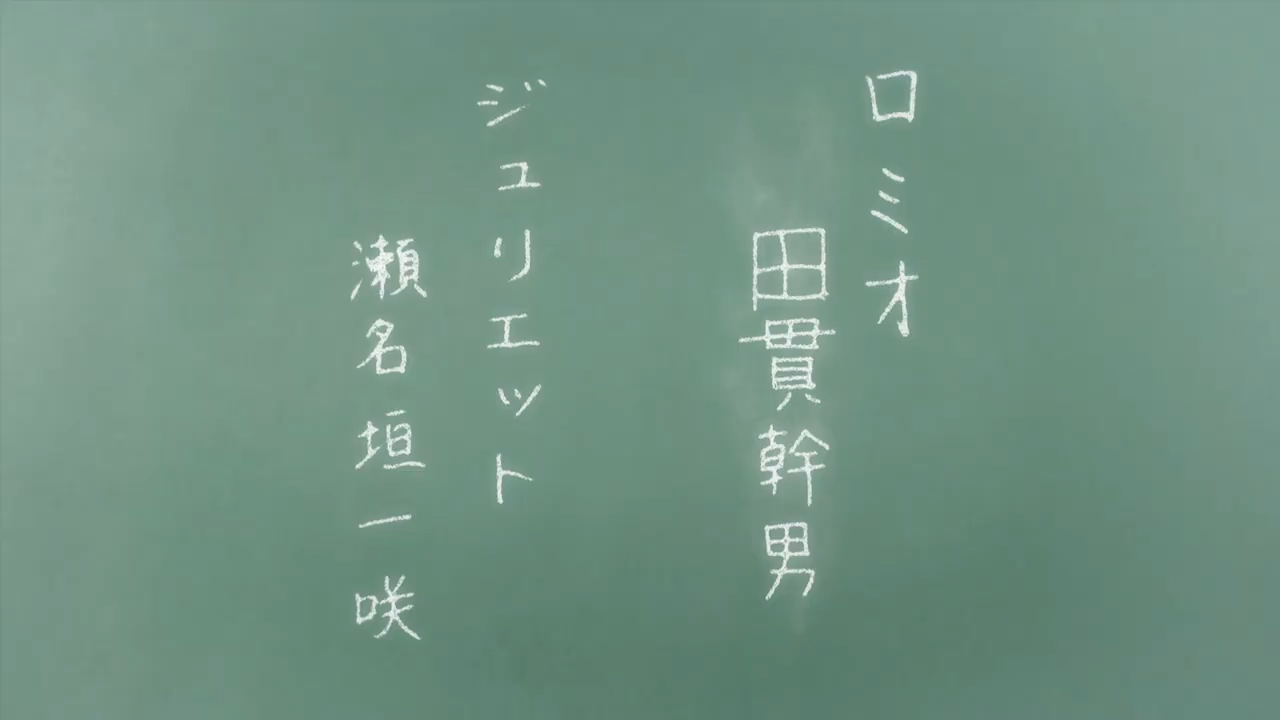 ロミオ
田貫幹男
ジュリエット
瀬名垣一咲